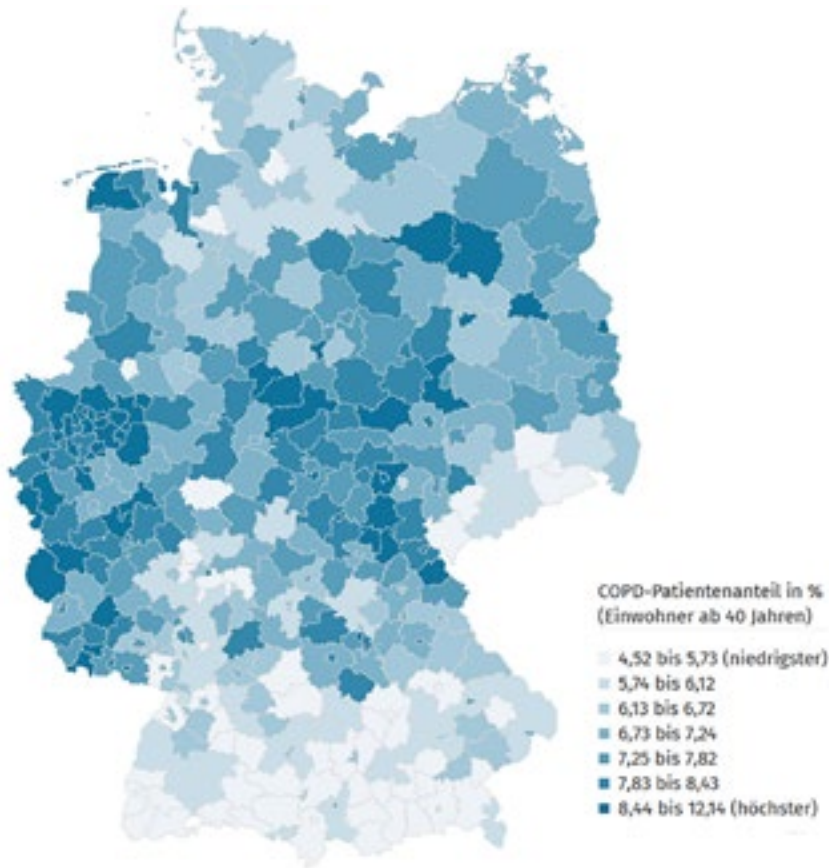 COPD-Patientenanteil in %
(Einwohner ab 40 Jahren)
4,52 bis 5,73 (niedrigster)
5,74 bis 6,12
6,13 bis 6,72
6,73 bis 7,24
7,25 bis 7,82
7,83 bis 8,43
8,44 bis 12,14 (höchster)